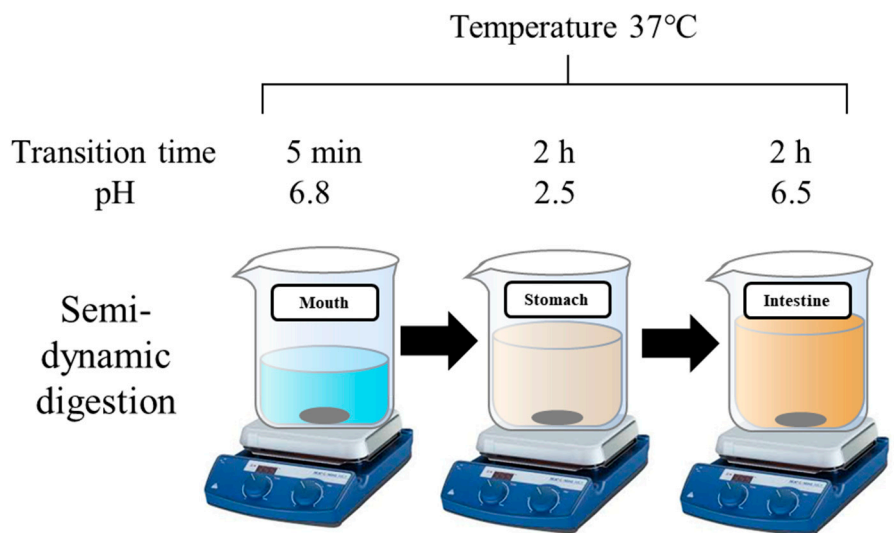 Temperature 37°C
Transition time 5 min 2 h 2 h
pH 6.8 2.5 6.5
Mouth Stomach Intestine
Semi-
dynamic
digestion